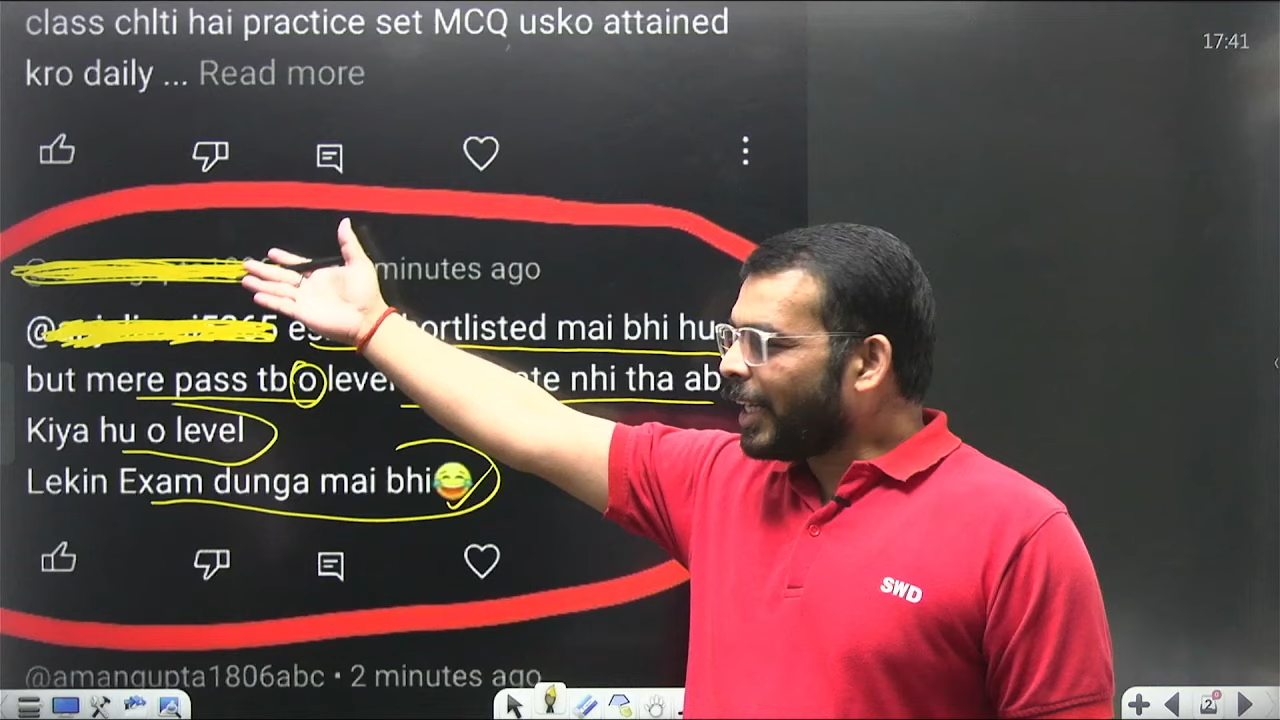 class chlti hai practice set MCQ usko attained
kro daily ... Read more
17:41
minutes ago
@ hortlisted mai bhi hu
but mere pass tb o level nhi tha ab
Kiya hu o level
Lekin Exam dunga mai bhi😂
SWD
@amangupta1806abc • 2 minutes ago
2